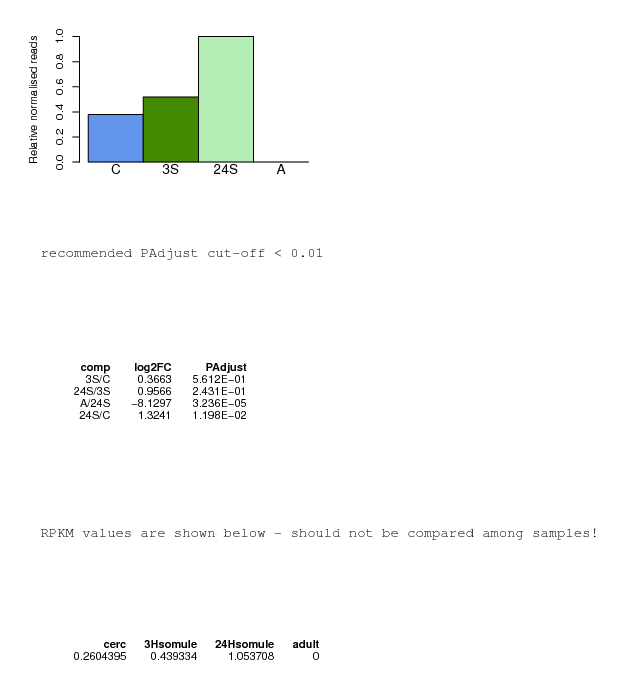 Relative normalised reads
1.0
0.8
0.6
0.4
0.2
0.0
C 3S 24S A
recommended PAdjust cut-off < 0.01
comp log2FC PAdjust
3S/C 0.3663 5.612E-01
24S/3S 0.9566 2.431E-01
A/24S -8.1297 3.236E-05
24S/C 1.3241 1.198E-02
RPKM values are shown below - should not be compared among samples!
cerc 3Hsomule 24Hsomule adult
0.2604395 0.439334 1.053708 0